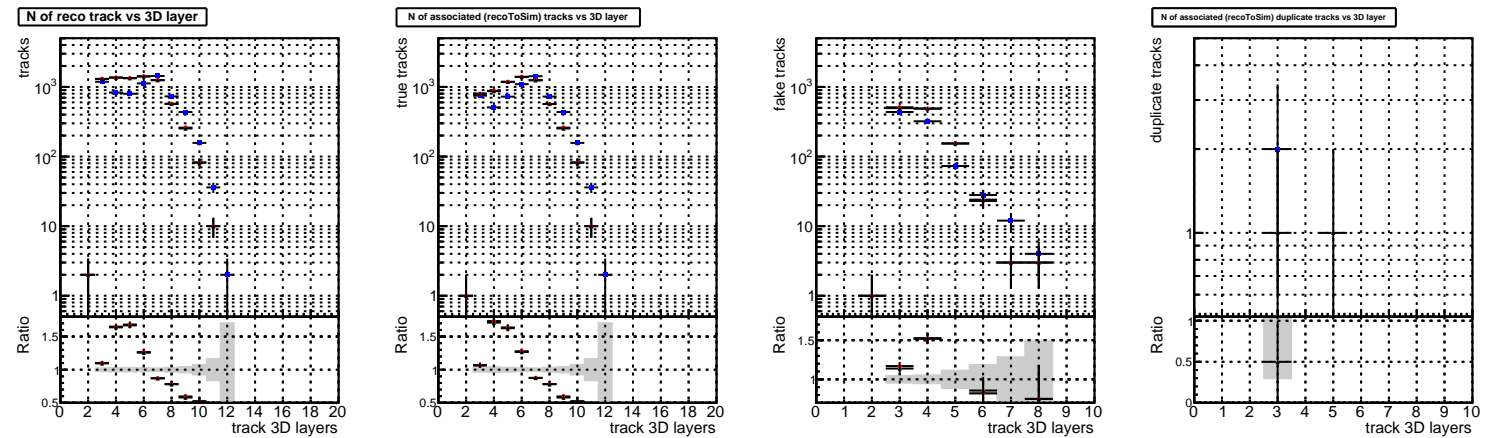 N of reco track vs 3D layer
tracks
10³
10²
10
1
Ratio
1.5
1
0.5
0 2 4 6 8 10 12 14 16 18 20
track 3D layers
N of associated (recoToSim) tracks vs 3D layer
true tracks
10³
10²
10
1
Ratio
1.5
1
0.5
0 2 4 6 8 10 12 14 16 18 20
track 3D layers
fake tracks
10³
10²
10
1
Ratio
1.5
1
0 1 2 3 4 5 6 7 8 9 10
track 3D layers
N of associated (recoToSim) duplicate tracks vs 3D layer
duplicate tracks
1
Ratio
1
0.5
0
0 1 2 3 4 5 6 7 8 9 10
track 3D layers